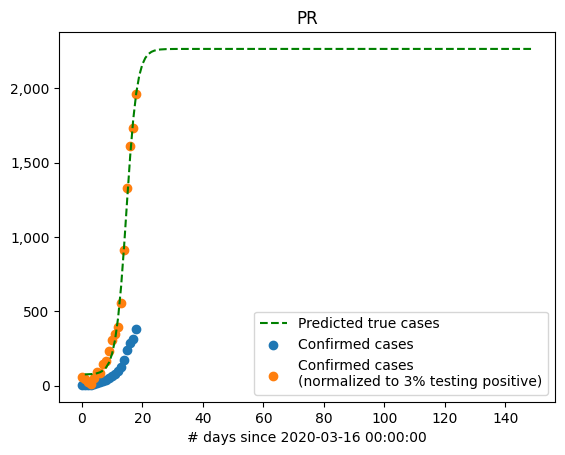 PR
2,000
1,500
1,000
500
0
Predicted true cases
Confirmed cases
Confirmed cases
(normalized to 3% testing positive)
0 20 40 60 80 100 120 140
# days since 2020-03-16 00:00:00